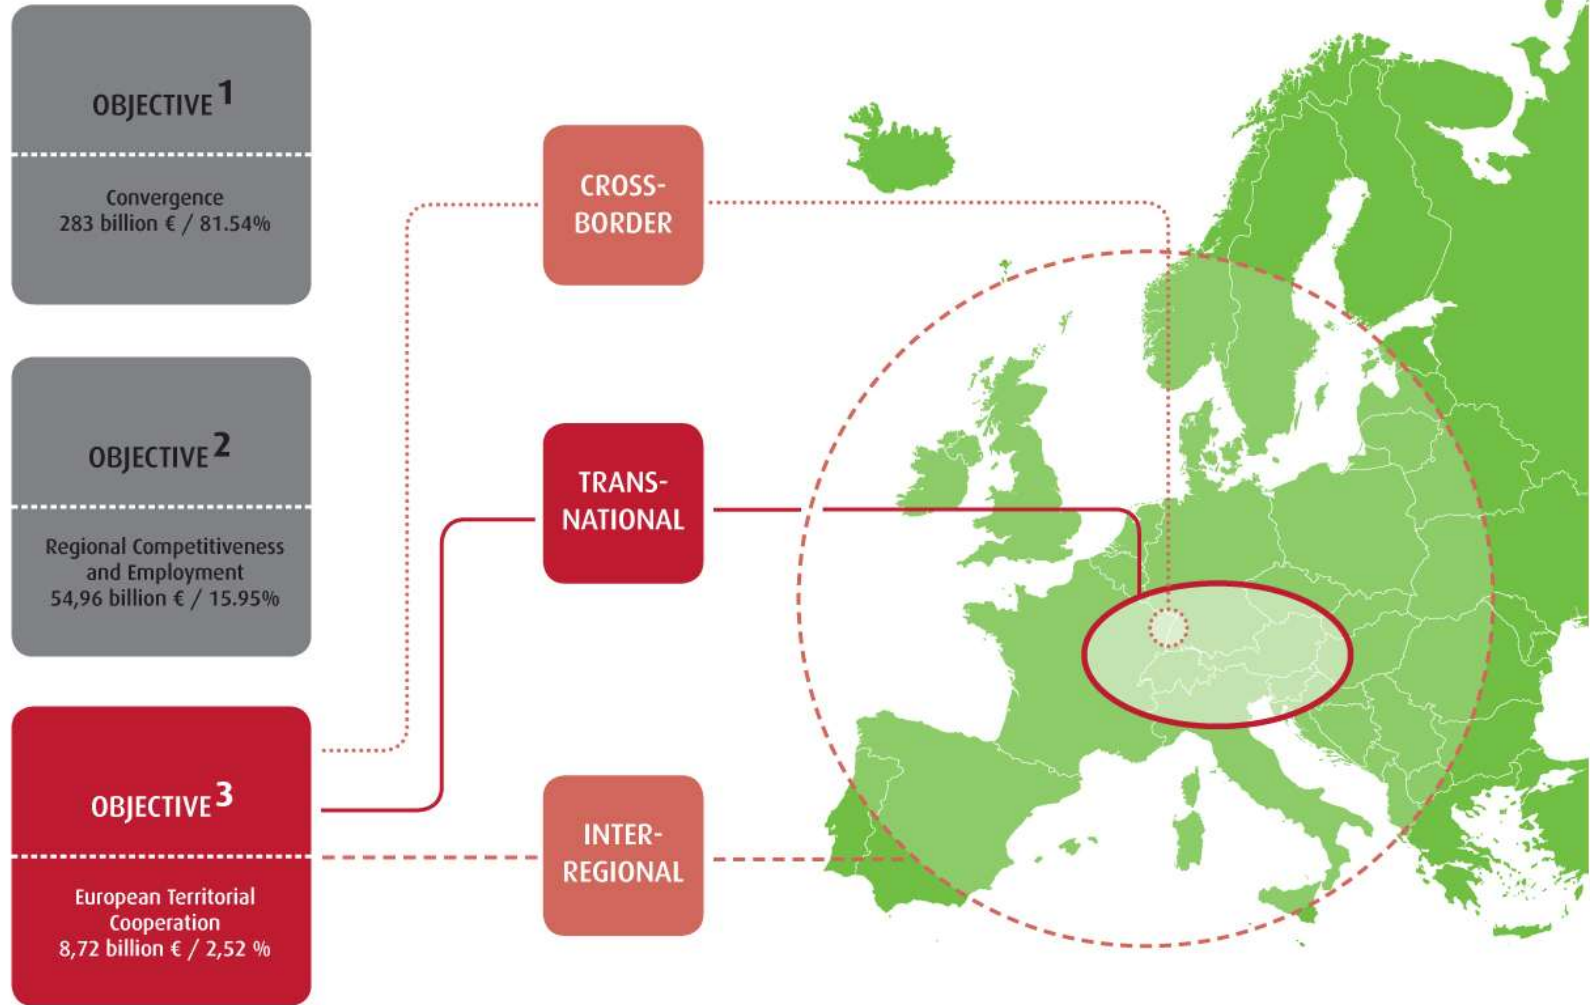 OBJECTIVE 1
Convergence
283 billion € / 81.54%
OBJECTIVE 2
Regional Competitiveness
and Employment
54,96 billion € / 15.95%
OBJECTIVE 3
European Territorial
Cooperation
8,72 billion € / 2,52 %
CROSS-
BORDER
TRANS-
NATIONAL
INTER-
REGIONAL